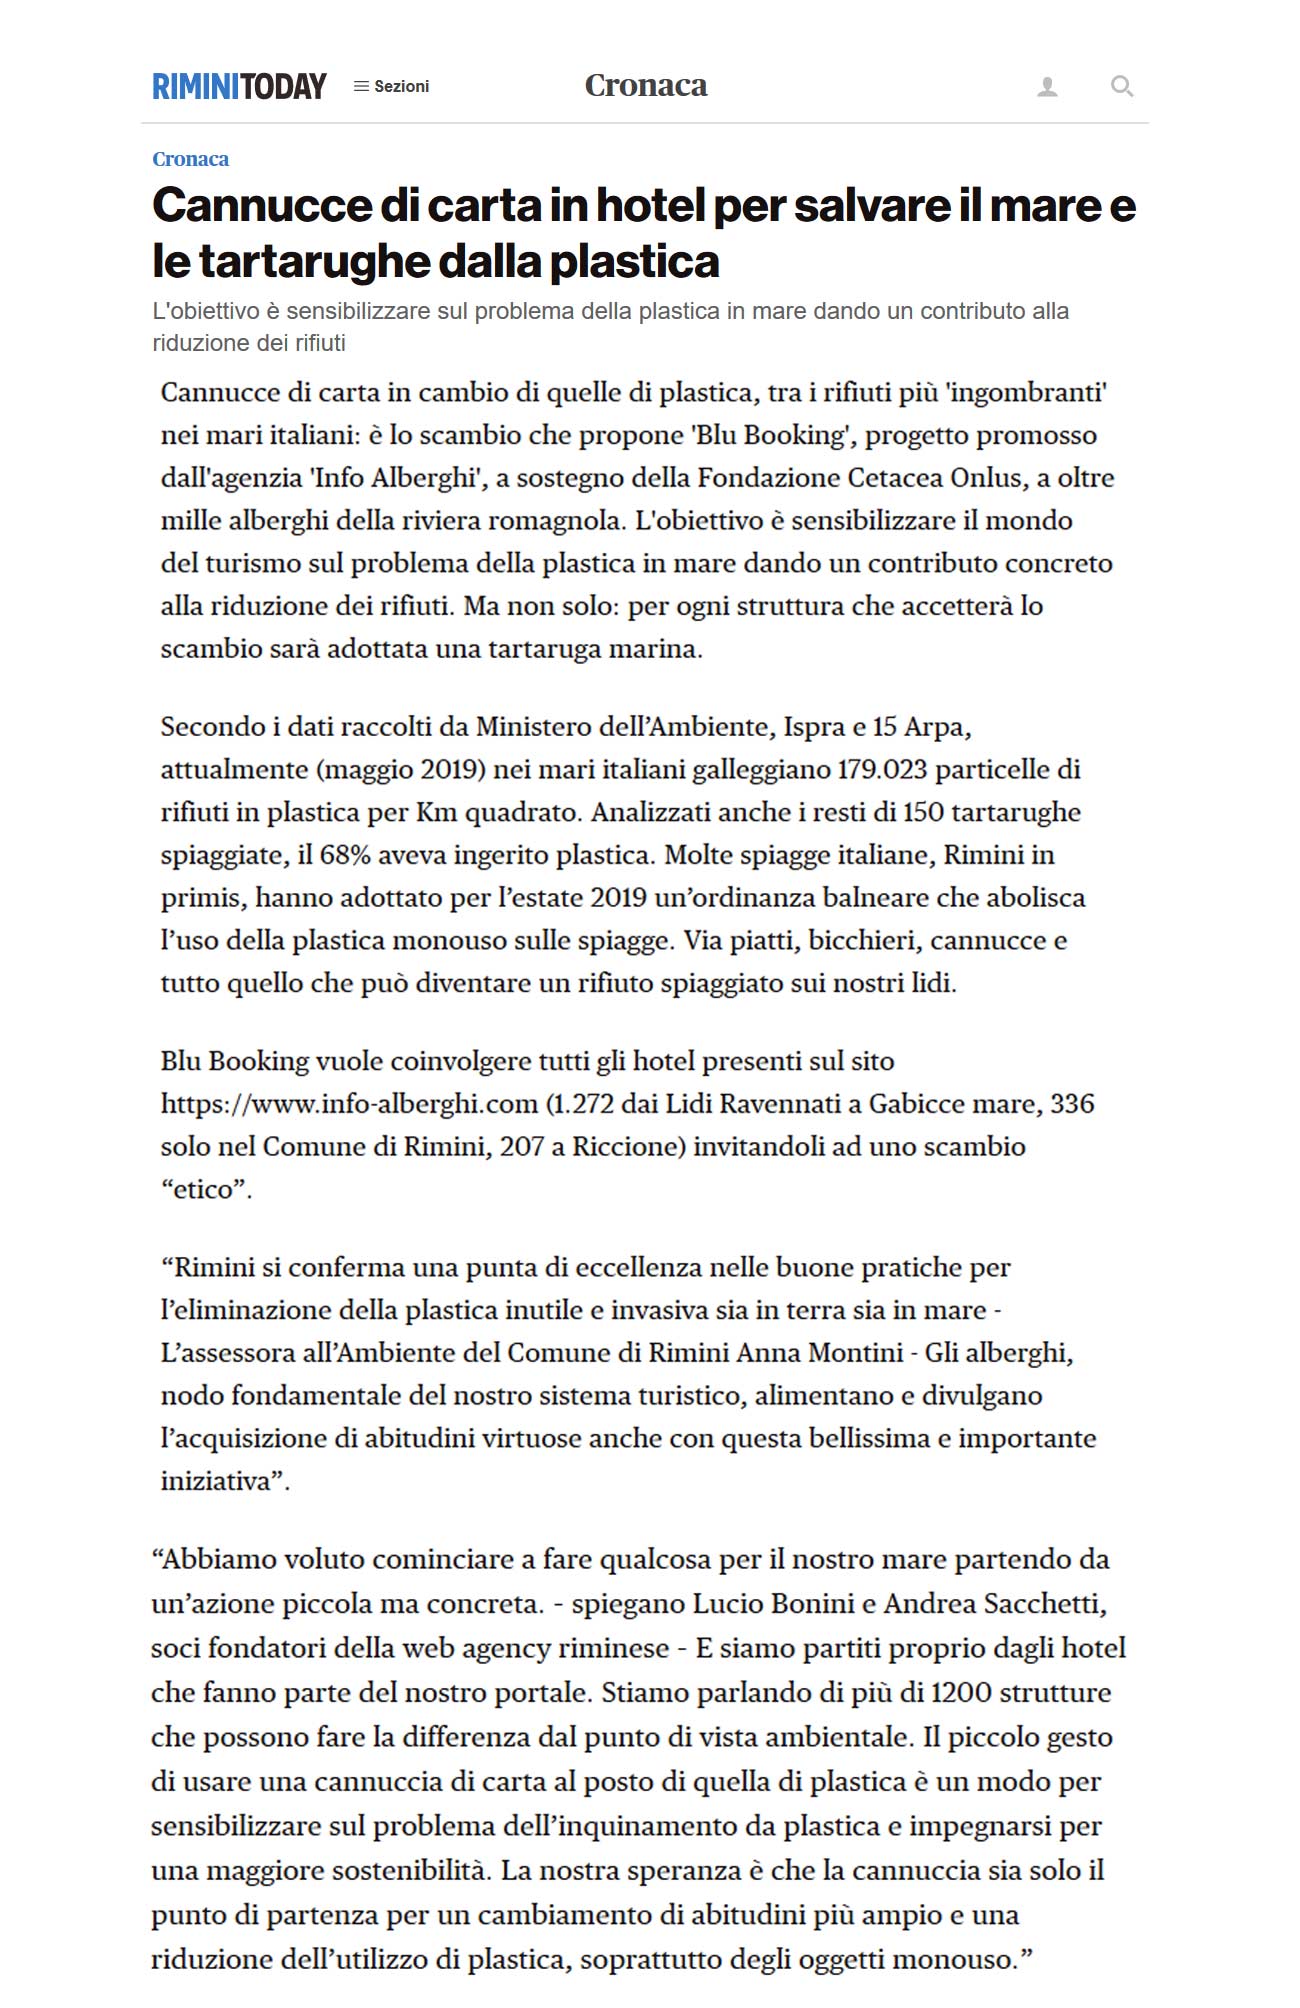 RIMINITODAY Sezioni Cronaca
Cronaca
Cannucce di carta in hotel per salvare il mare e
le tartarughe dalla plastica
L'obiettivo è sensibilizzare sul problema della plastica in mare dando un contributo alla
riduzione dei rifiuti
Cannucce di carta in cambio di quelle di plastica, tra i rifiuti più 'ingombranti'
nei mari italiani: è lo scambio che propone 'Blu Booking', progetto promosso
dall'agenzia 'Info Alberghi', a sostegno della Fondazione Cetacea Onlus, a oltre
mille alberghi della riviera romagnola. L'obiettivo è sensibilizzare il mondo
del turismo sul problema della plastica in mare dando un contributo concreto
alla riduzione dei rifiuti. Ma non solo: per ogni struttura che accetterà lo
scambio sarà adottata una tartaruga marina.
Secondo i dati raccolti da Ministero dell’Ambiente, Ispra e 15 Arpa,
attualmente (maggio 2019) nei mari italiani galleggiano 179.023 particelle di
rifiuti in plastica per Km quadrato. Analizzati anche i resti di 150 tartarughe
spiaggiate, il 68% aveva ingerito plastica. Molte spiagge italiane, Rimini in
primis, hanno adottato per l’estate 2019 un’ordinanza balneare che abolisca
l’uso della plastica monouso sulle spiagge. Via piatti, bicchieri, cannucce e
tutto quello che può diventare un rifiuto spiaggiato sui nostri lidi.
Blu Booking vuole coinvolgere tutti gli hotel presenti sul sito
https://www.info-alberghi.com (1.272 dai Lidi Ravennati a Gabicce mare, 336
solo nel Comune di Rimini, 207 a Riccione) invitandoli ad uno scambio
“etico”.
“Rimini si conferma una punta di eccellenza nelle buone pratiche per
l’eliminazione della plastica inutile e invasiva sia in terra sia in mare -
L’assessora all’Ambiente del Comune di Rimini Anna Montini - Gli alberghi,
nodo fondamentale del nostro sistema turistico, alimentano e divulgano
l’acquisizione di abitudini virtuose anche con questa bellissima e importante
iniziativa”.
“Abbiamo voluto cominciare a fare qualcosa per il nostro mare partendo da
un’azione piccola ma concreta. - spiegano Lucio Bonini e Andrea Sacchetti,
soci fondatori della web agency riminese - E siamo partiti proprio dagli hotel
che fanno parte del nostro portale. Stiamo parlando di più di 1200 strutture
che possono fare la differenza dal punto di vista ambientale. Il piccolo gesto
di usare una cannuccia di carta al posto di quella di plastica è un modo per
sensibilizzare sul problema dell’inquinamento da plastica e impegnarsi per
una maggiore sostenibilità. La nostra speranza è che la cannuccia sia solo il
punto di partenza per un cambiamento di abitudini più ampio e una
riduzione dell’utilizzo di plastica, soprattutto degli oggetti monouso.”